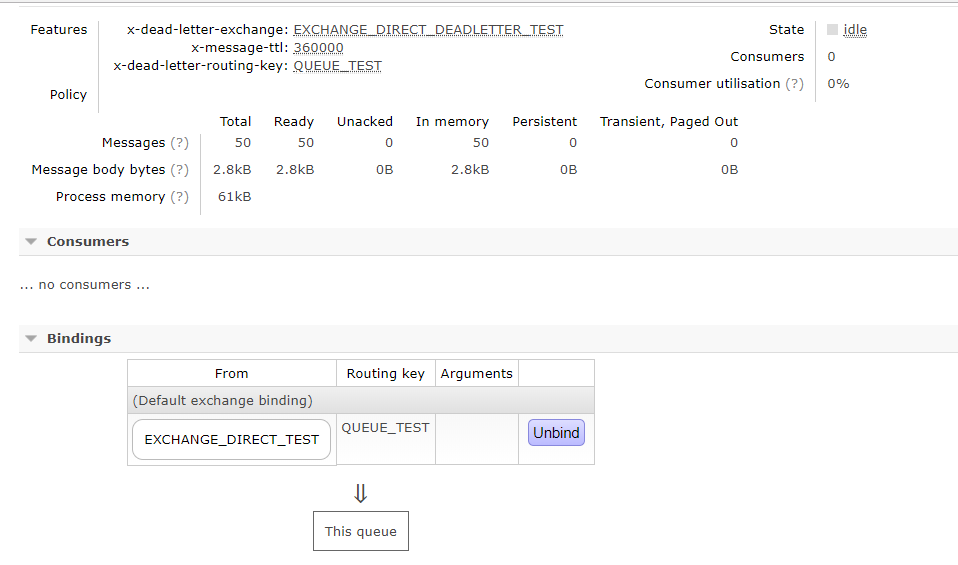 Features
x-dead-letter-exchange: EXCHANGE_DIRECT_DEADLETTER_TEST
x-message-ttl: 360000
x-dead-letter-routing-key: QUEUE_TEST
Policy
State idle
Consumers 0
Consumer utilisation (?) 0%
Total Ready Unacked In memory Persistent Transient, Paged Out
Messages (?) 50 50 0 50 0 0
Message body bytes (?) 2.8kB 2.8kB 0B 2.8kB 0B 0B
Process memory (?) 61kB
Consumers
... no consumers ...
Bindings
From Routing key Arguments
(Default exchange binding)
EXCHANGE_DIRECT_TEST QUEUE_TEST Unbind
⇓
This queue